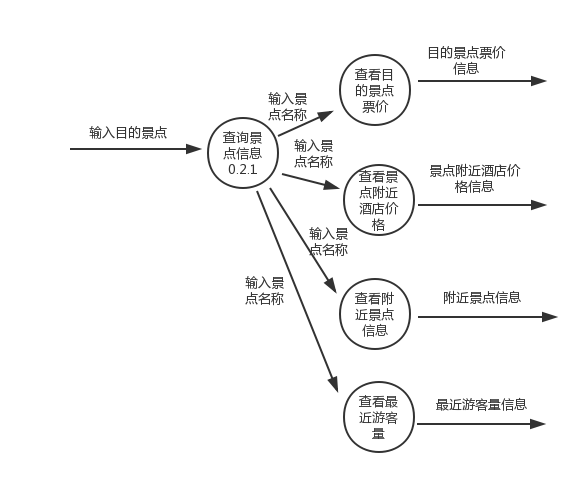 输入目的景点
查询景
点信息
0.2.1
输入景
点名称
查看目
的景点
票价
目的景点票价
信息
输入景
点名称
查看景
点附近
酒店价
格
景点附近酒店价
格信息
输入景
点名称
查看附
近景点
信息
附近景点信息
输入景
点名称
查看最
近游客
量
最近游客量信息